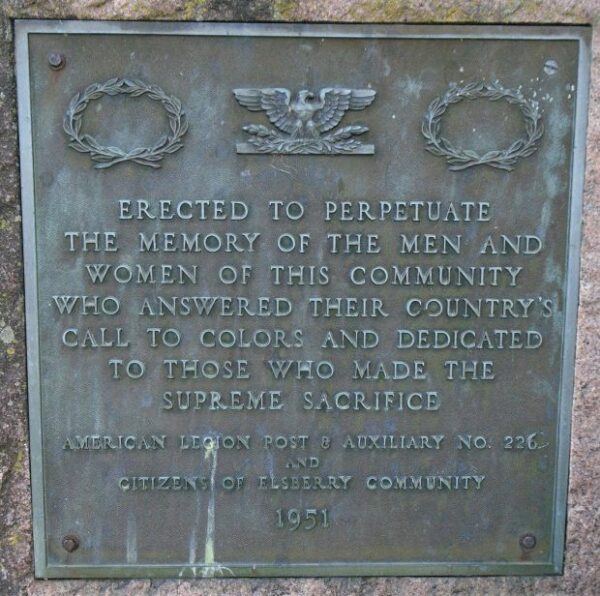 ERECTED TO PERPETUATE
THE MEMORY OF THE MEN AND
WOMEN OF THIS COMMUNITY
WHO ANSWERED THEIR COUNTRY'S
CALL TO COLORS AND DEDICATED
TO THOSE WHO MADE THE
SUPREME SACRIFICE
AMERICAN LEGION POST & AUXILIARY NO. 226
AND
CITIZENS OF ELSBERRY COMMUNITY
1951